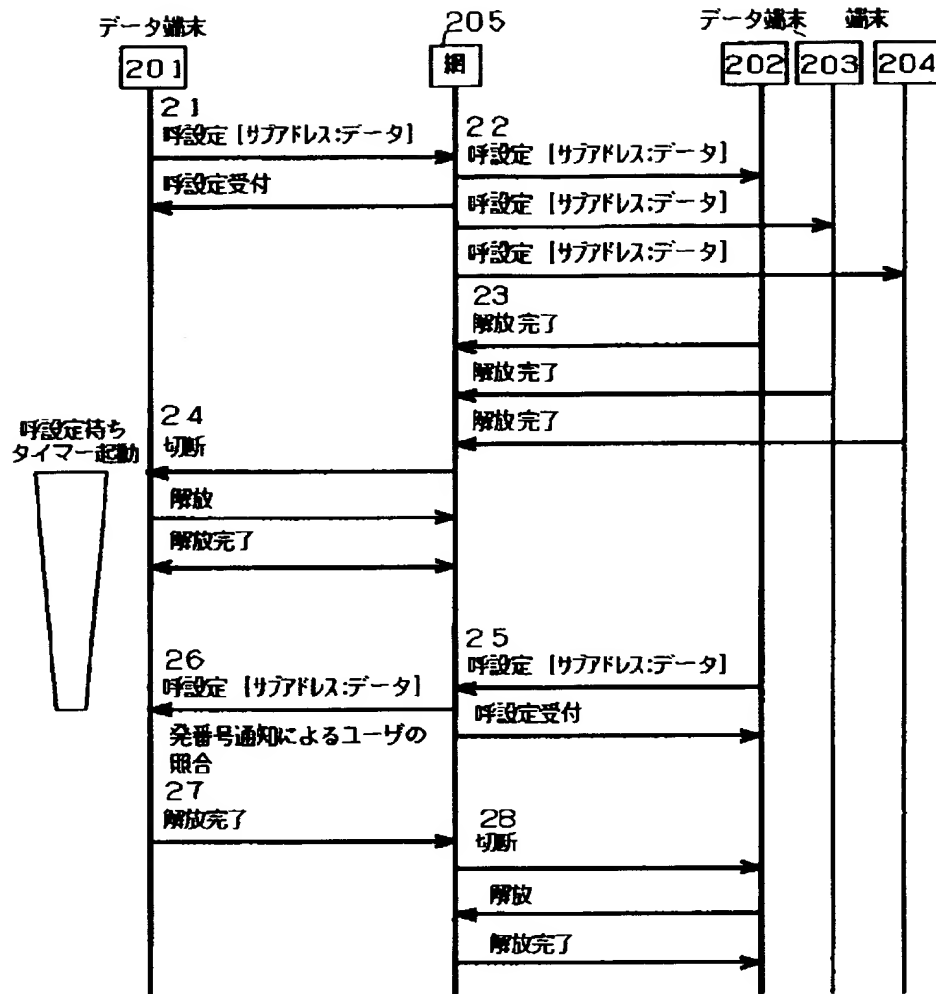 205
データ端末
データ端末
端末
201
網
202
203
204
21
呼設定 [サブアドレス:データ]
22
呼設定 [サブアドレス:データ]
呼設定受付
呼設定 [サブアドレス:データ]
呼設定 [サブアドレス:データ]
23
解放完了
解放完了
24
解放完了
呼設定待ち
タイマー起動
切断
解放
解放完了
25
呼設定 [サブアドレス:データ]
26
呼設定 [サブアドレス:データ]
呼設定受付
発番号通知によるユーザの
照合
27
解放完了
28
切断
解放
解放完了